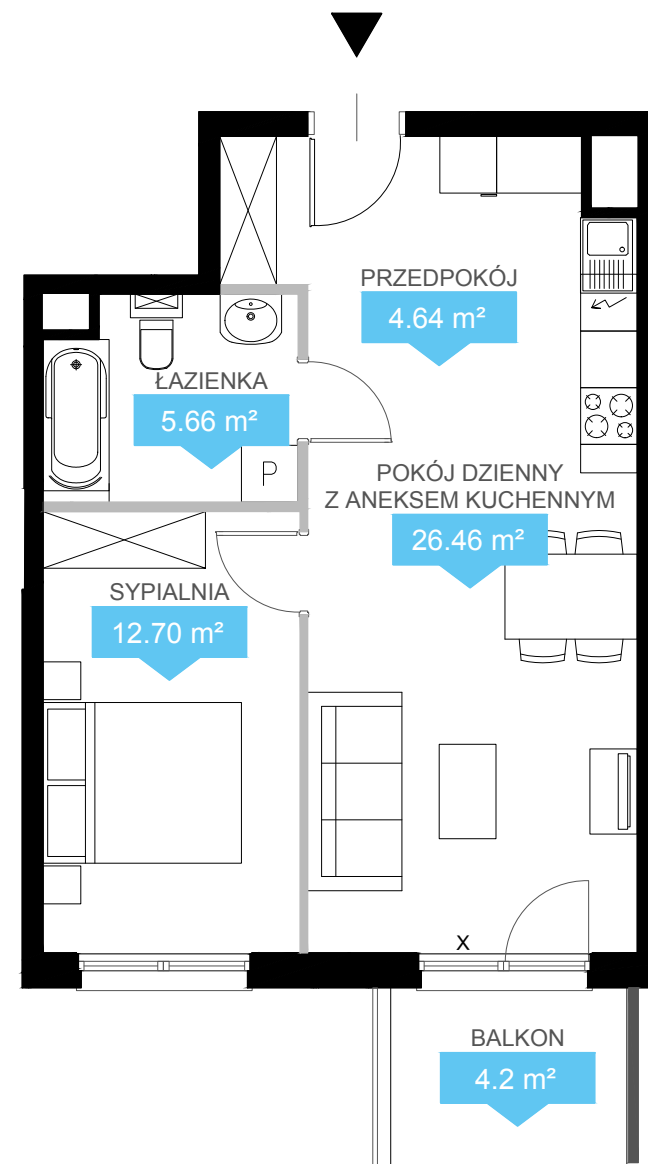 PRZEDPOKÓJ
4.64 m²
ŁAZIENKA
5.66 m²
P
POKÓJ DZIENNY
Z ANEKSEM KUCHENNYM
26.46 m²
SYPIALNIA
12.70 m²
X
BALKON
4.2 m²